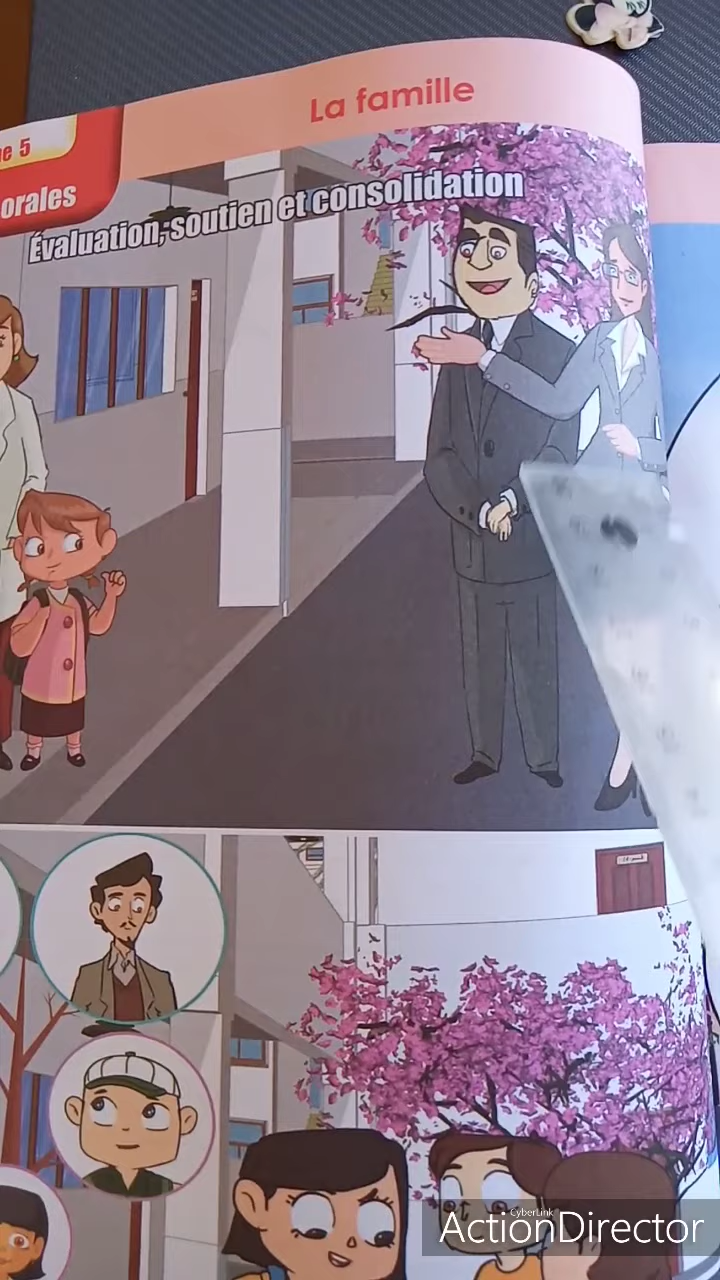 La famille
e 5
orales
Évaluation, soutien et consolidation
CyberLink
ActionDirector